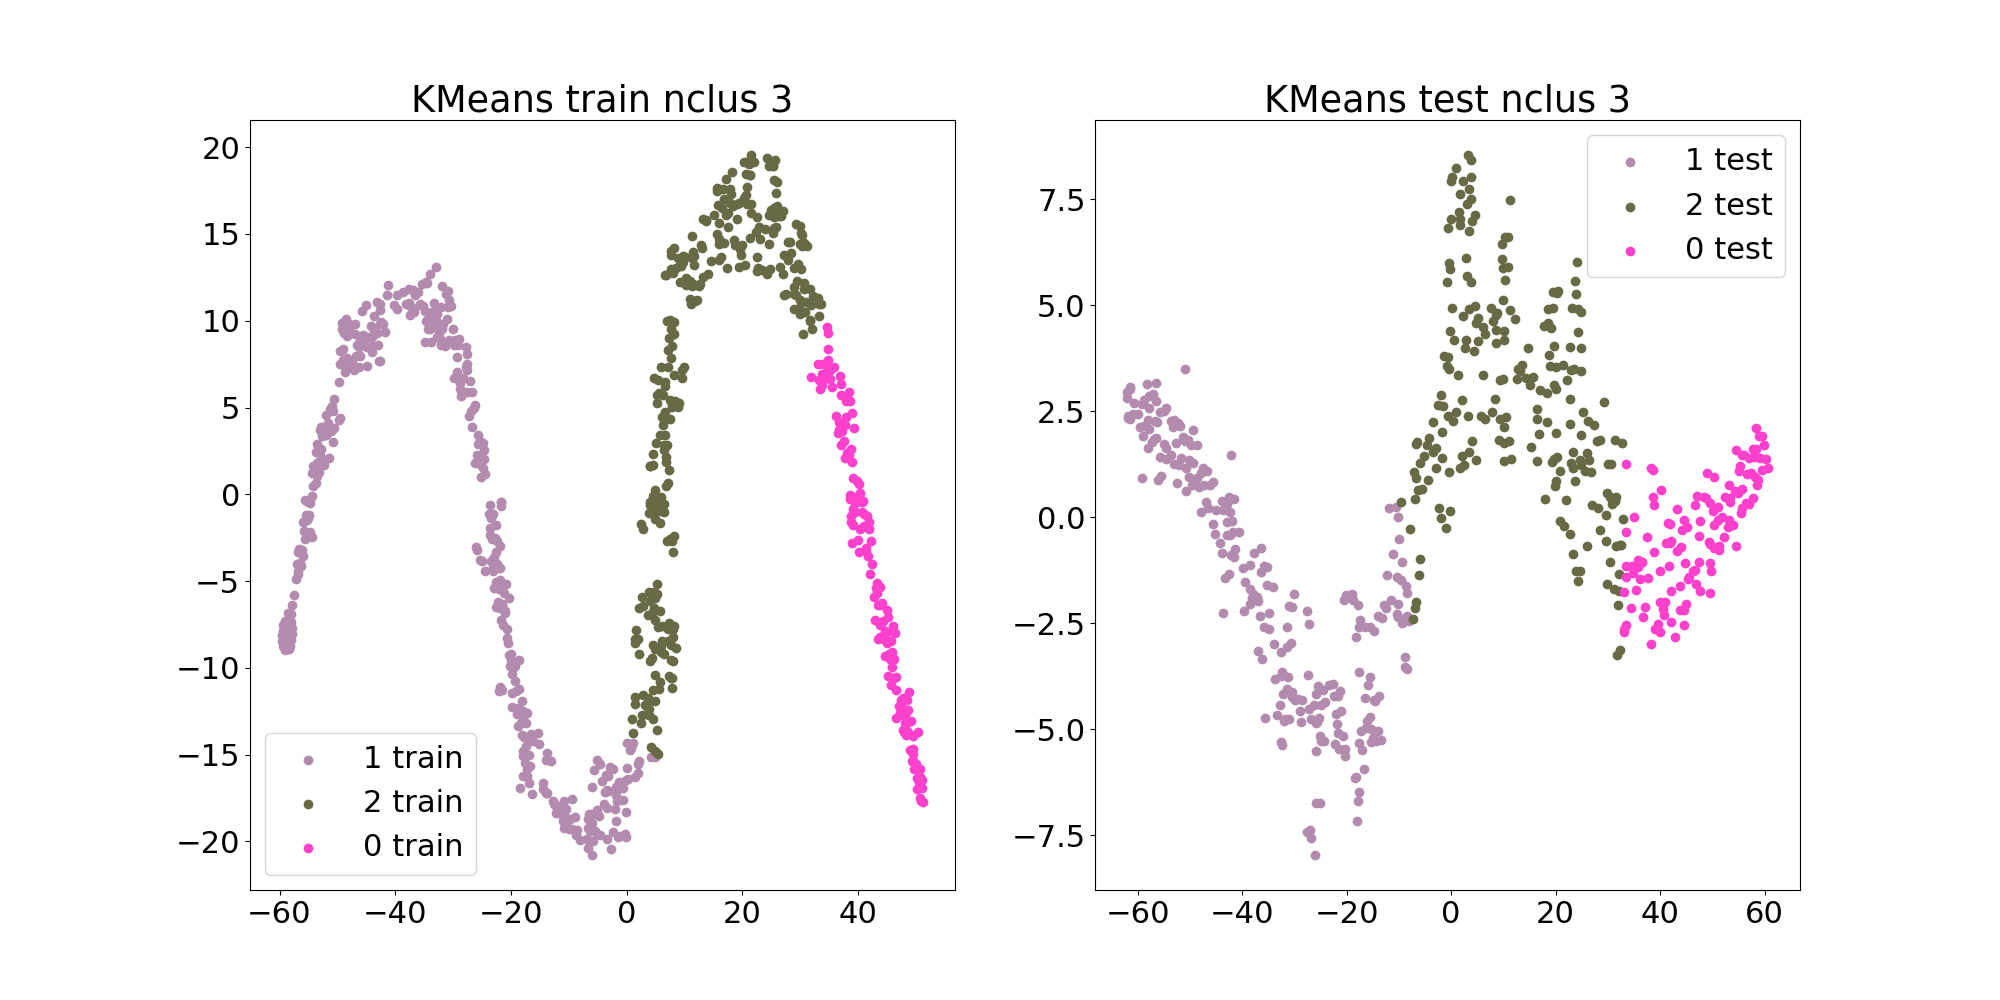 KMeans train nclus 3
20
15
10
5
0
−5
−10
−15
−20
−60 −40 −20 0 20 40
1 train
2 train
0 train
KMeans test nclus 3
7.5
5.0
2.5
0.0
−2.5
−5.0
−7.5
−60 −40 −20 0 20 40 60
1 test
2 test
0 test